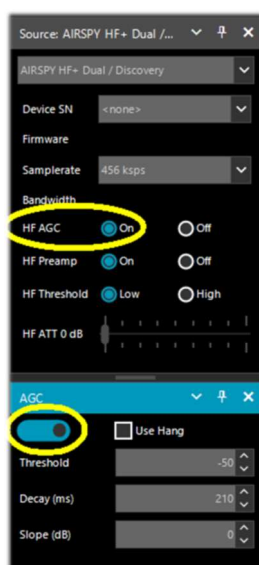 Source: AIRSPY HF+ Dual /...
AIRSPY HF+ Dual / Discovery
Device SN <none>
Firmware
Samplerate 456 ksps
Bandwidth
HF AGC On Off
HF Preamp On Off
HF Threshold Low High
HF ATT 0 dB
AGC
Use Hang
Threshold -50
Decay (ms) 210
Slope (dB) 0